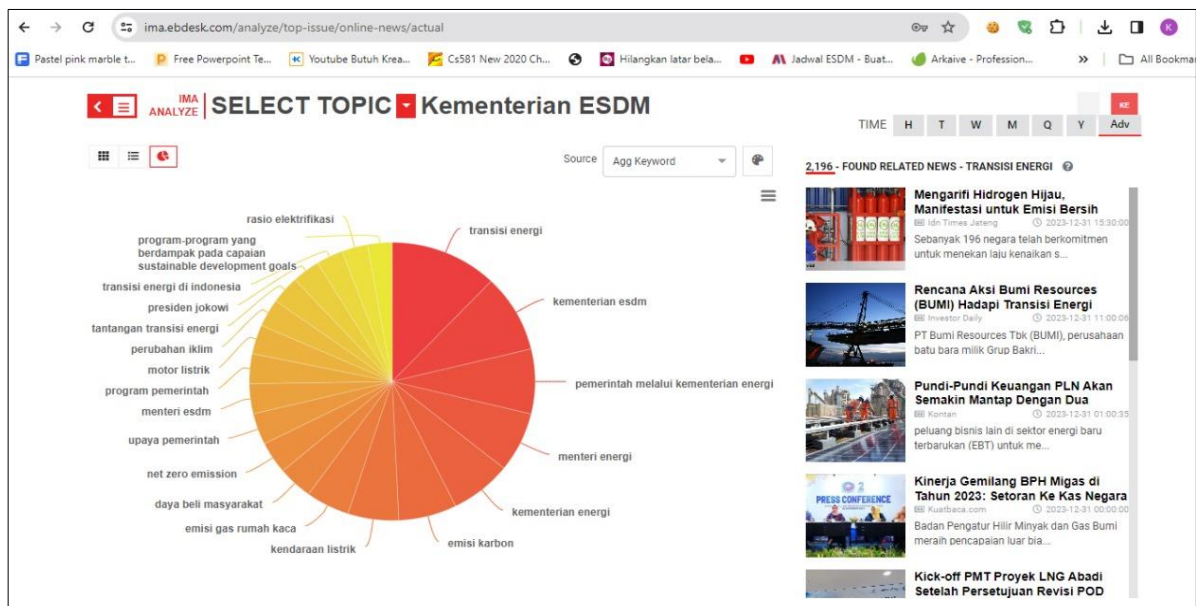 ima.ebdesk.com/analyze/top-issue/online-news/actual
K
Pastel pink marble t...
Free Powerpoint Te...
Youtube Butuh Krea...
Cs581 New 2020 Ch...
Hilangkan latar bela...
Jadwal ESDM - Buat...
Arkaive - Profession...
»
All Bookmar
IMA
ANALYZE
SELECT TOPIC Kementerian ESDM
KE
TIME H T W M Q Y Adv
Source Agg Keyword
2,196 - FOUND RELATED NEWS - TRANSISI ENERGI
rasio elektrifikasi
program-program yang
berdampak pada capaian
sustainable development goals
transisi energi di indonesia
presiden jokowi
tantangan transisi energi
perubahan iklim
motor listrik
program pemerintah
menteri esdm
upaya pemerintah
net zero emission
daya beli masyarakat
emisi gas rumah kaca
kendaraan listrik
transisi energi
kementerian esdm
pemerintah melalui kementerian energi
menteri energi
kementerian energi
emisi karbon
Mengarifi Hidrogen Hijau,
Manifestasi untuk Emisi Bersih
Idn Times Jateng 2023-12-31 15:30:00
Sebanyak 196 negara telah berkomitmen
untuk menekan laju kenaikan s...
Rencana Aksi Bumi Resources
(BUMI) Hadapi Transisi Energi
Investor Daily 2023-12-31 11:00:06
PT Bumi Resources Tbk (BUMI), perusahaan
batu bara milik Grup Bakri...
Pundi-Pundi Keuangan PLN Akan
Semakin Mantap Dengan Dua
Kontan 2023-12-31 01:00:35
peluang bisnis lain di sektor energi baru
terbarukan (EBT) untuk me...
PRESS CONFERENCE
Kinerja Gemilang BPH Migas di
Tahun 2023: Setoran Ke Kas Negara
Kuatbaca.com 2023-12-31 00:00:00
Badan Pengatur Hilir Minyak dan Gas Bumi
meraih pencapaian luar bia...
Kick-off PMT Proyek LNG Abadi
Setelah Persetujuan Revisi POD